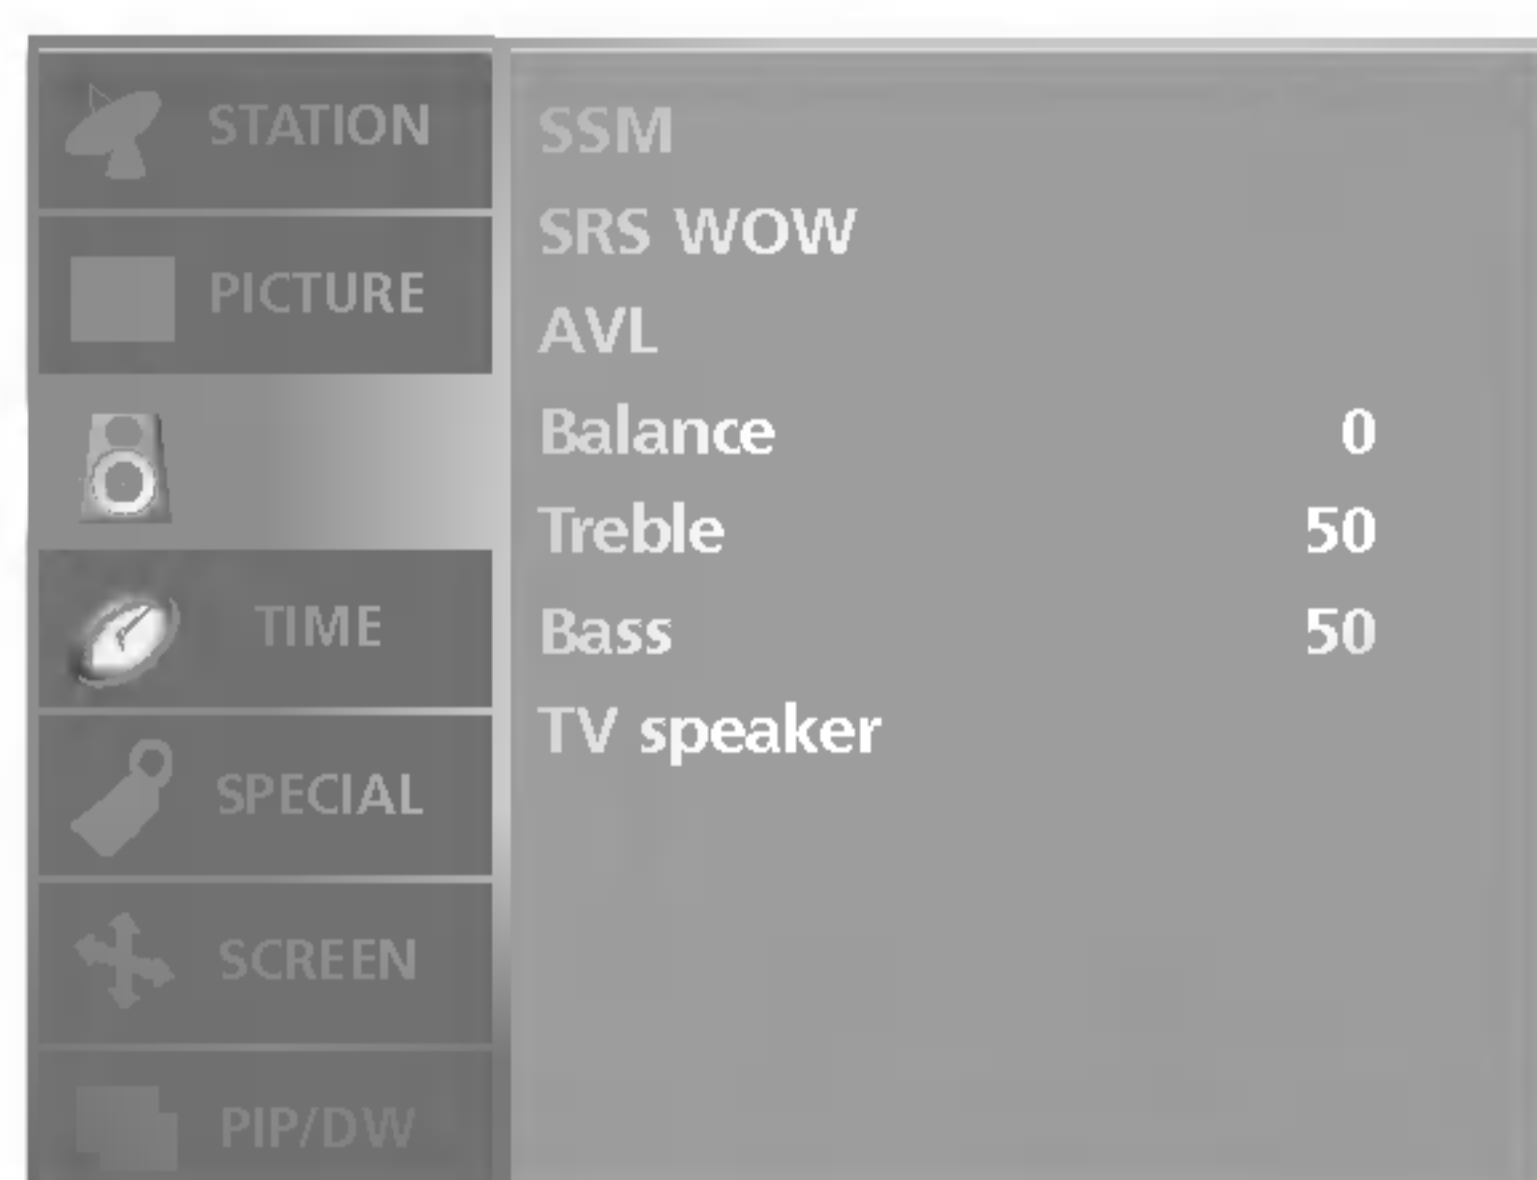 STATION
PICTURE
TIME
SPECIAL
SCREEN
PIP/DW
SSM
SRS WOW
AVL
Balance 0
Treble 50
Bass 50
TV speaker